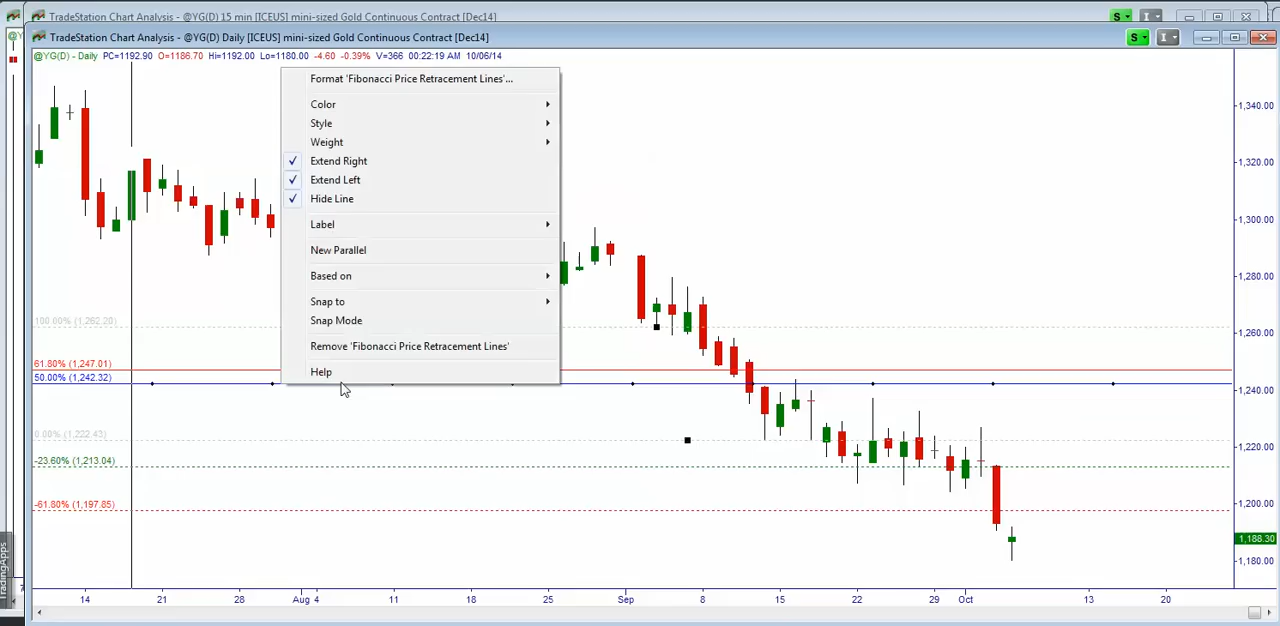 TradeStation Chart Analysis - @YG(D) 15 min [ICEUS] mini-sized Gold Continuous Contract [Dec14]
S
I
TradeStation Chart Analysis - @YG(D) Daily [ICEUS] mini-sized Gold Continuous Contract [Dec14]
S
I
@YG(D) - Daily PC=1192.90 O=1186.70 Hi=1192.00 Lo=1180.00 -4.60 -0.39% V=366 00:22:19 AM 10/06/14
Format 'Fibonacci Price Retracement Lines'...
Color
Style
Weight
Extend Right
Extend Left
Hide Line
Label
New Parallel
Based on
Snap to
Snap Mode
Remove 'Fibonacci Price Retracement Lines'
Help
1,340.00
1,320.00
1,300.00
1,280.00
1,260.00
1,240.00
1,220.00
1,200.00
1,188.30
1,180.00
100.00% (1,262.20)
61.80% (1,247.01)
50.00% (1,242.32)
0.00% (1,222.43)
-23.60% (1,213.04)
-61.80% (1,197.85)
TradingApps
14 21 28 Aug 4 11 18 25 Sep 8 15 22 29 Oct 13 20